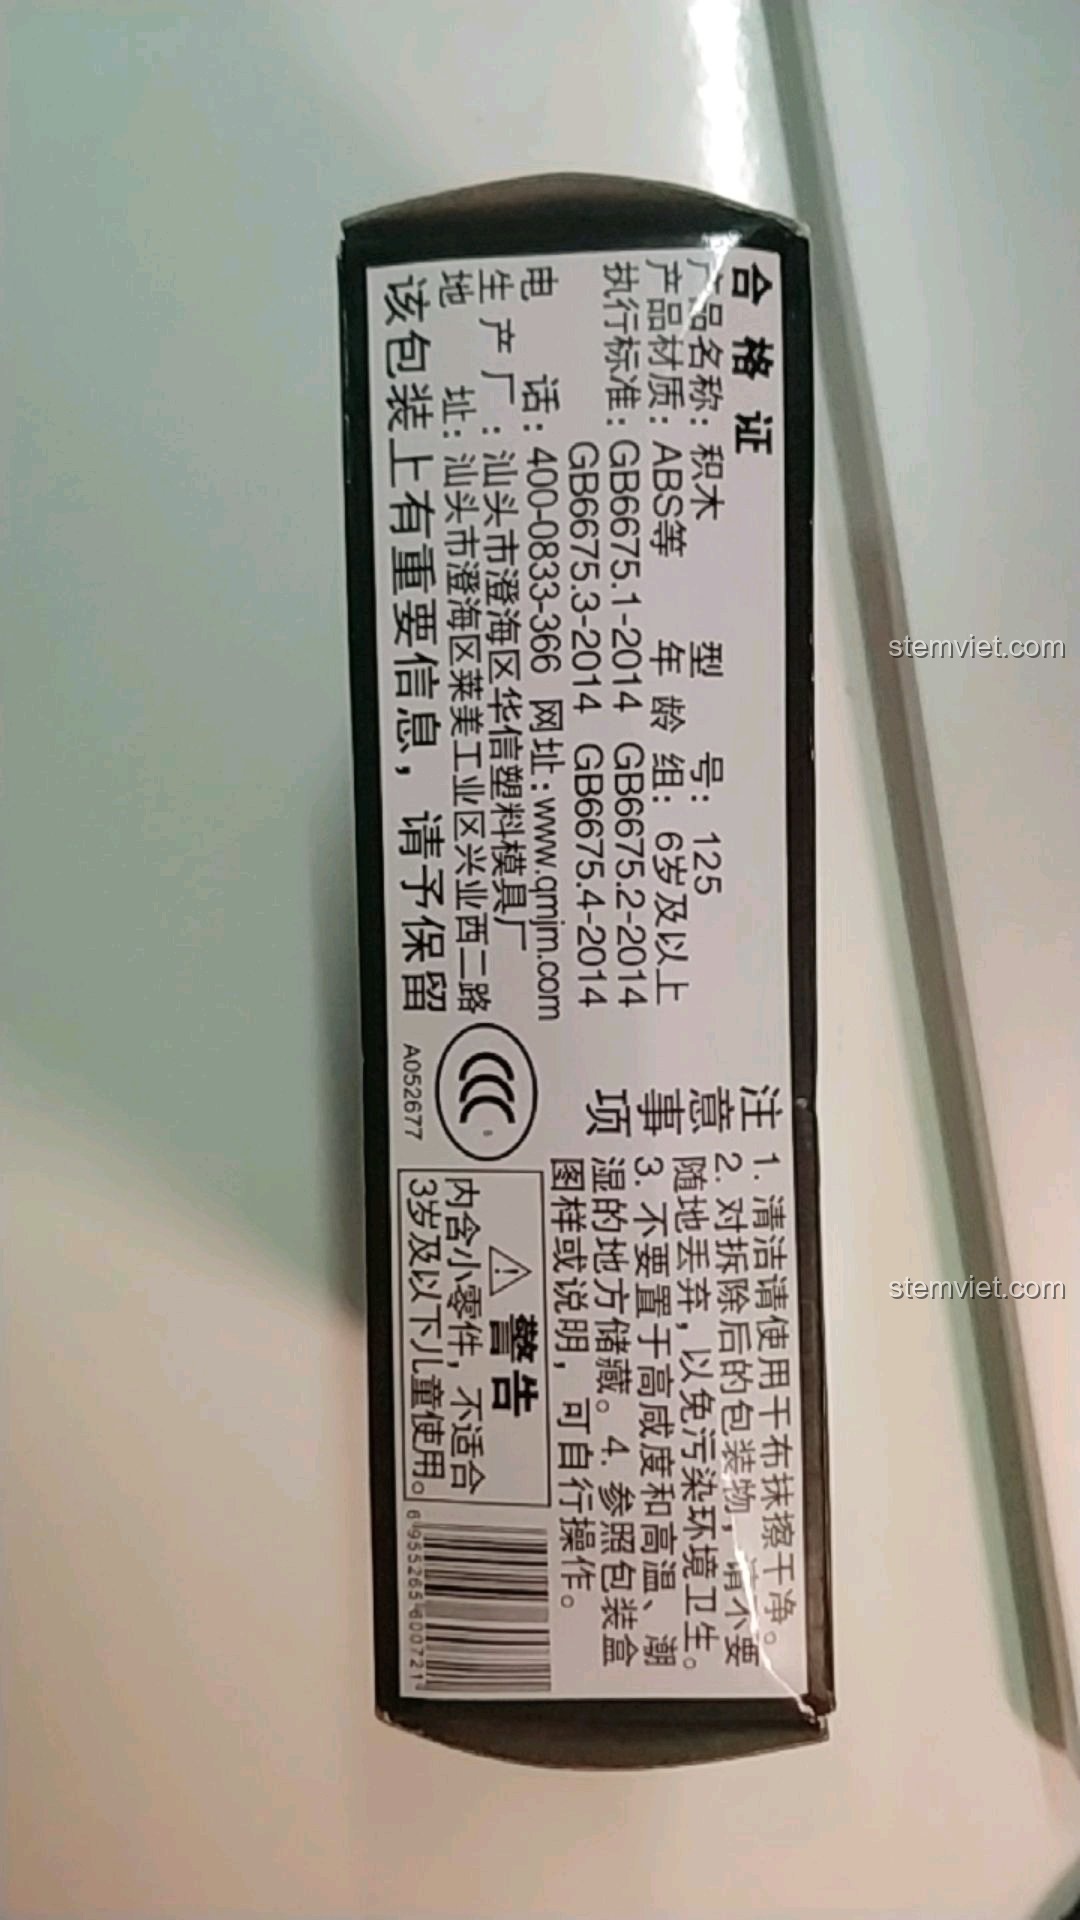 合格证
产品名称：积木 型号：125
产品材质：ABS等 年龄组：6岁及以上
执行标准：GB6675.1-2014 GB6675.2-2014
GB6675.3-2014 GB6675.4-2014
电话：400-0833-366 网址：www.qmjm.com
生产厂：汕头市澄海区华信塑料模具厂
地址：汕头市澄海区莱美工业区兴业西二路
该包装上有重要信息，请予保留
A052677
注意事项
1. 清洁请使用干布抹擦干净。
2. 对拆除后的包装物，请不要
随地丢弃，以免污染环境卫生。
3. 不要置于高咸度和高温、潮
湿的地方储藏。4. 参照包装盒
图样或说明，可自行操作。
警告
内含小零件，不适合
3岁及以下儿童使用。
6955265600721
stemviet.com
stemviet.com